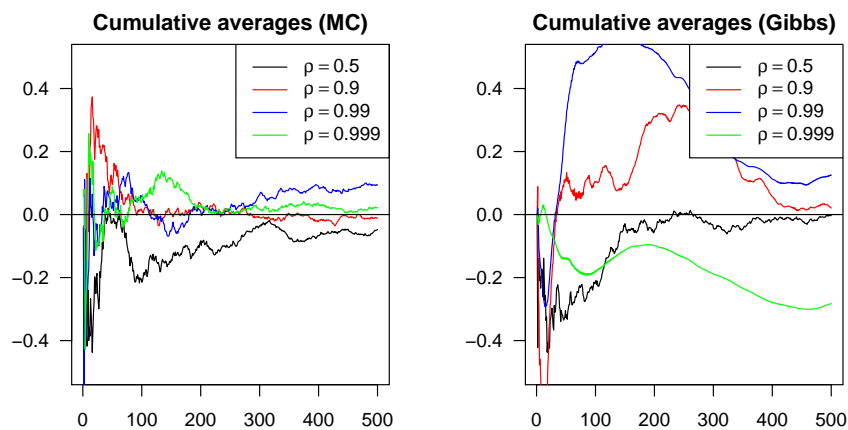 Cumulative averages (MC)
0.4
0.2
0.0
−0.2
−0.4
0 100 200 300 400 500
ρ = 0.5
ρ = 0.9
ρ = 0.99
ρ = 0.999
Cumulative averages (Gibbs)
0.4
0.2
0.0
−0.2
−0.4
0 100 200 300 400 500
ρ = 0.5
ρ = 0.9
ρ = 0.99
ρ = 0.999